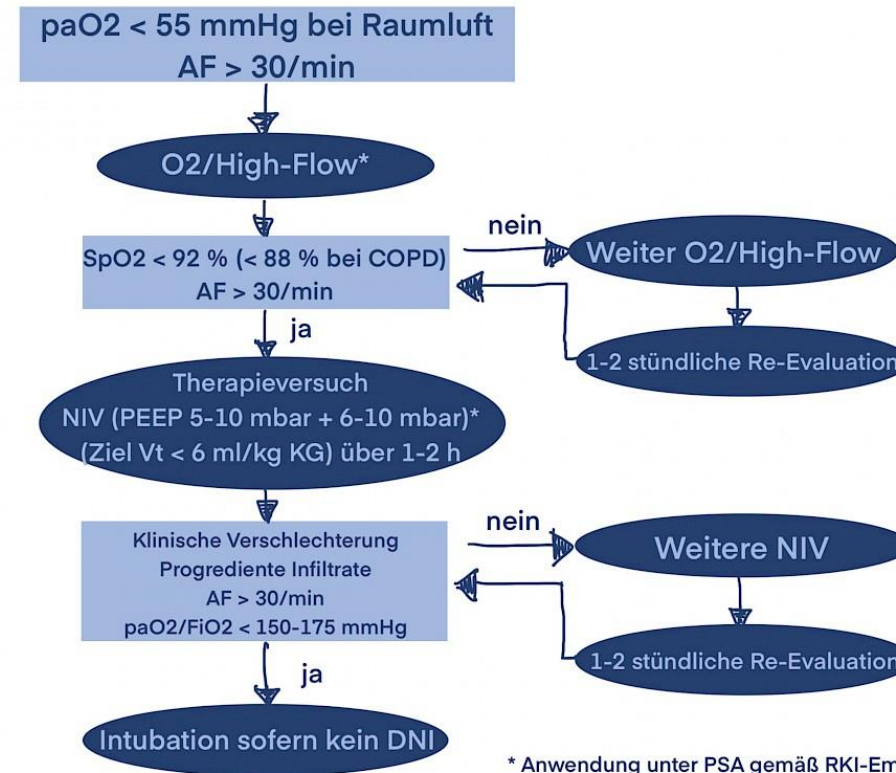 paO2 < 55 mmHg bei Raumluft
AF > 30/min
O2/High-Flow*
SpO2 < 92 % (< 88 % bei COPD)
AF > 30/min
nein
Weiter O2/High-Flow
1-2 stündliche Re-Evaluation
ja
Therapieversuch
NIV (PEEP 5-10 mbar + 6-10 mbar)*
(Ziel Vt < 6 ml/kg KG) über 1-2 h
Klinische Verschlechterung
Progrediente Infiltrate
AF > 30/min
paO2/FiO2 < 150-175 mmHg
nein
Weitere NIV
1-2 stündliche Re-Evaluation
ja
Intubation sofern kein DNI
* Anwendung unter PSA gemäß